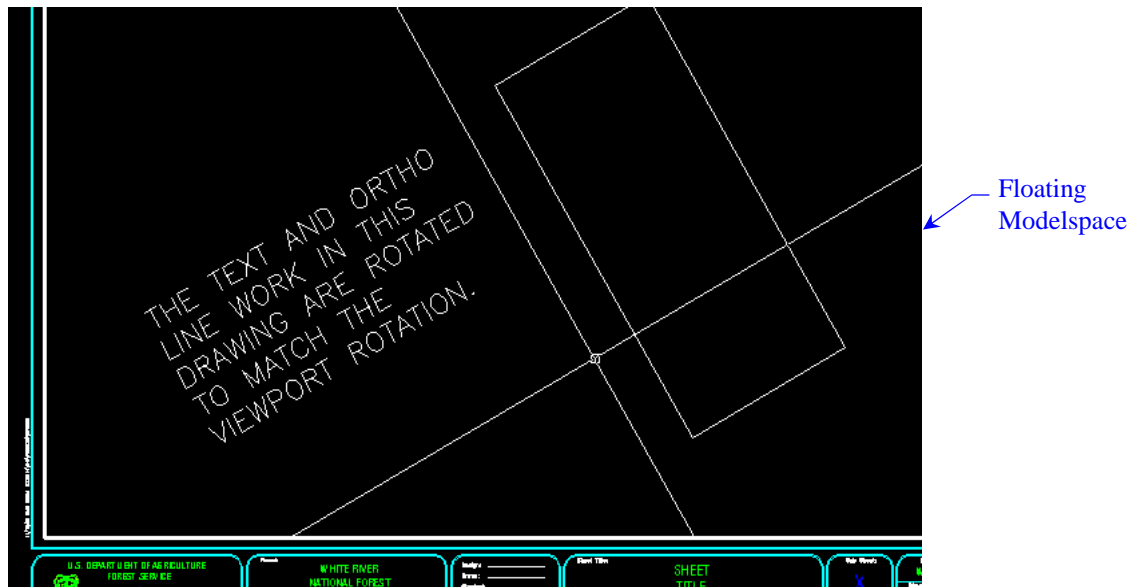 THE TEXT AND ORTHO
LINE WORK IN THIS
DRAWING ARE ROTATED
TO MATCH THE
VIEWPORT ROTATION.
Floating
Modelspace
U.S. DEPARTMENT OF AGRICULTURE
FOREST SERVICE
WHITE RIVER
NATIONAL FOREST
SHEET
TITLE
X